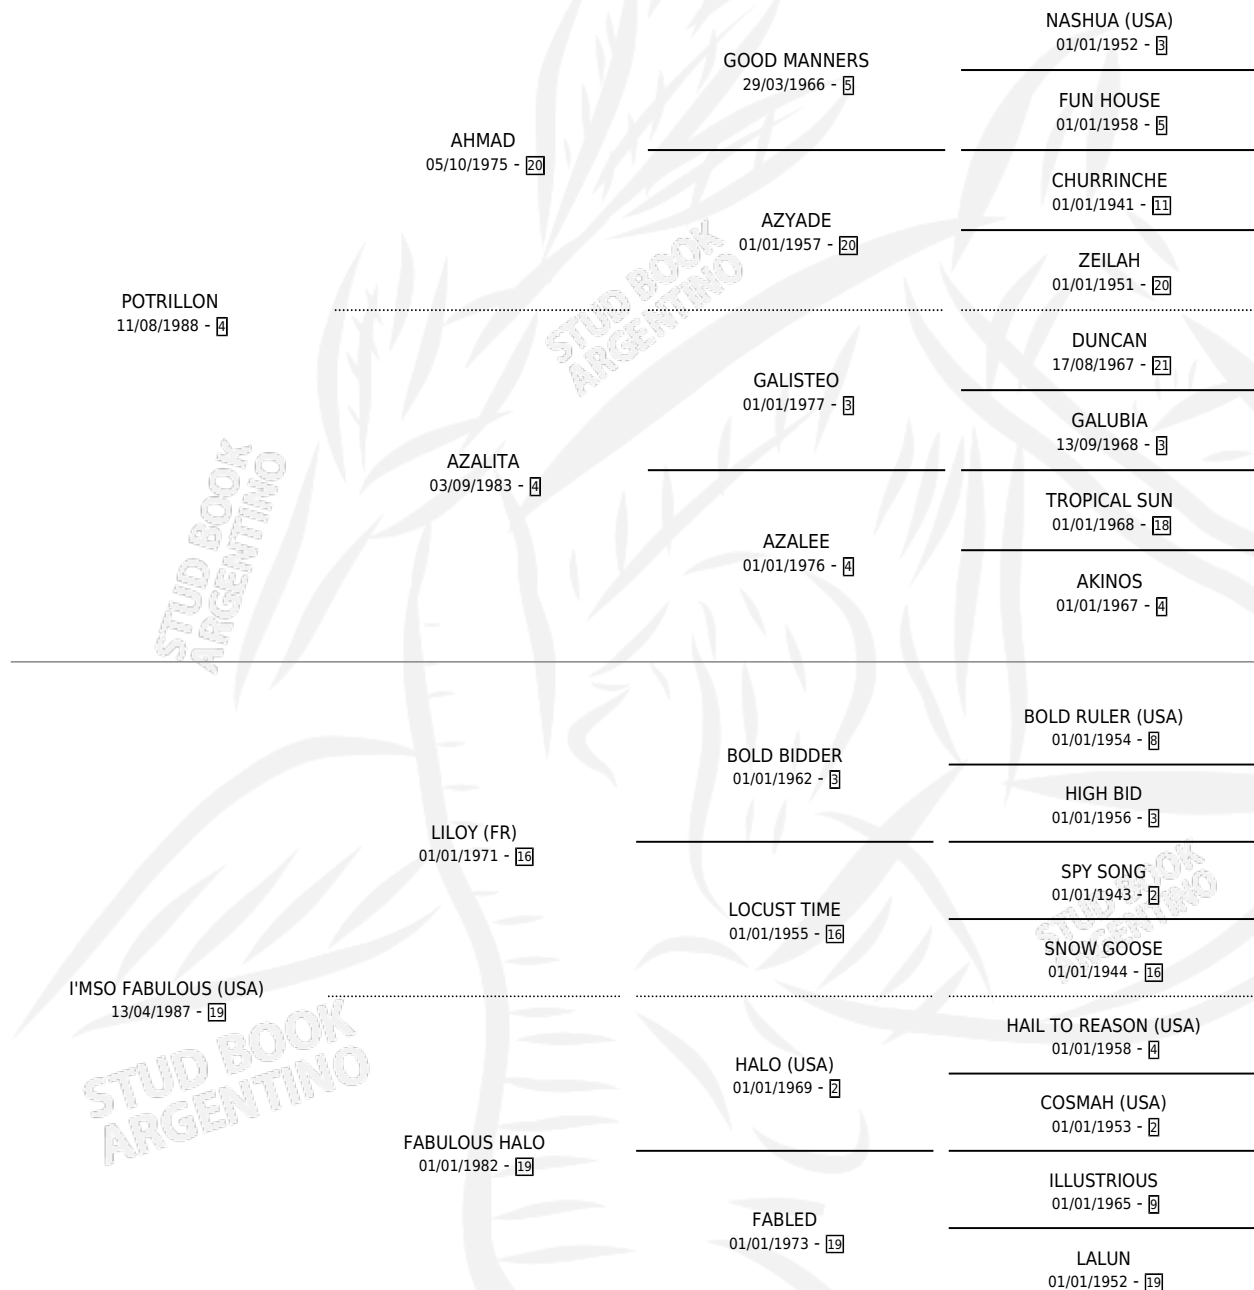 NASHUA (USA)
01/01/1952 - 3
GOOD MANNERS
29/03/1966 - 5
FUN HOUSE
01/01/1958 - 5
AHMAD
05/10/1975 - 20
CHURRINCHE
01/01/1941 - 11
AZYADE
01/01/1957 - 20
ZEILAH
01/01/1951 - 20
POTRILLON
11/08/1988 - 4
STUD BOOK
ARGENTINO
DUNCAN
17/08/1967 - 21
GALISTEO
01/01/1977 - 3
GALUBIA
13/09/1968 - 3
AZALITA
03/09/1983 - 4
TROPICAL SUN
01/01/1968 - 18
AZALEE
01/01/1976 - 4
AKINOS
01/01/1967 - 4
STUD BOOK
ARGENTINO
BOLD RULER (USA)
01/01/1954 - 8
BOLD BIDDER
01/01/1962 - 3
HIGH BID
01/01/1956 - 3
LILOY (FR)
01/01/1971 - 16
SPY SONG
01/01/1943 - 2
LOCUST TIME
01/01/1955 - 16
STUD BOOK
ARGENTINO
SNOW GOOSE
01/01/1944 - 16
I'MSO FABULOUS (USA)
13/04/1987 - 19
HAIL TO REASON (USA)
01/01/1958 - 4
STUD BOOK
ARGENTINO
HALO (USA)
01/01/1969 - 2
COSMAH (USA)
01/01/1953 - 2
FABULOUS HALO
01/01/1982 - 19
ILLUSTRIOUS
01/01/1965 - 9
FABLED
01/01/1973 - 19
LALUN
01/01/1952 - 19